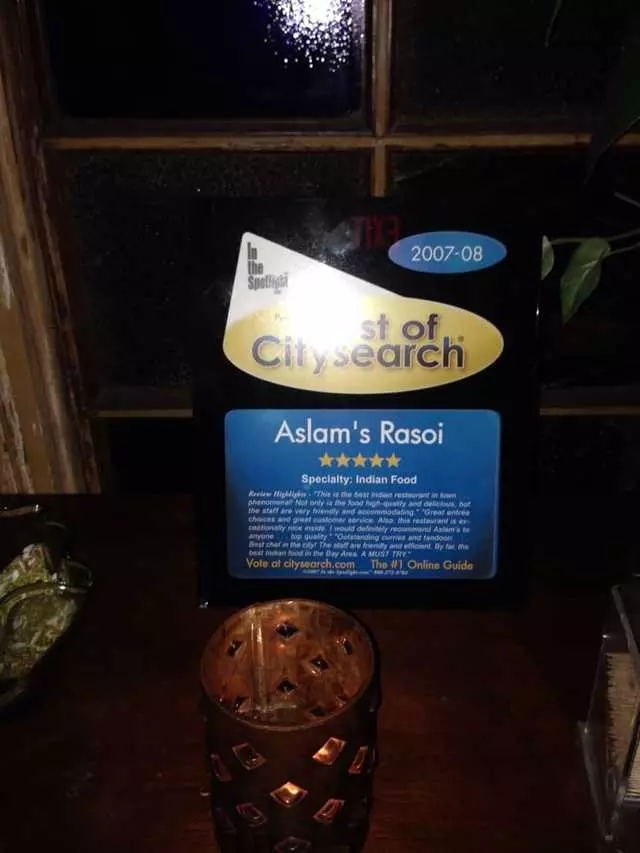 In
the
Spotlight
2007-08
st of
Citysearch
Aslam's Rasoi
Specialty: Indian Food
Review Highlights - "This is the best Indian restaurant in town
phenomenal! Not only is the food high-quality and delicious, but
the staff are very friendly and accommodating." "Great entrée
choices and great customer service. Also, this restaurant is ex-
ceptionally nice inside. I would definitely recommend Aslam's to
anyone . . . top quality" "Outstanding curries and tandoori
Best chef in the city! The staff are friendly and efficient. By far, the
best Indian food in the Bay Area. A MUST TRY."
Vote at citysearch.com The #1 Online Guide